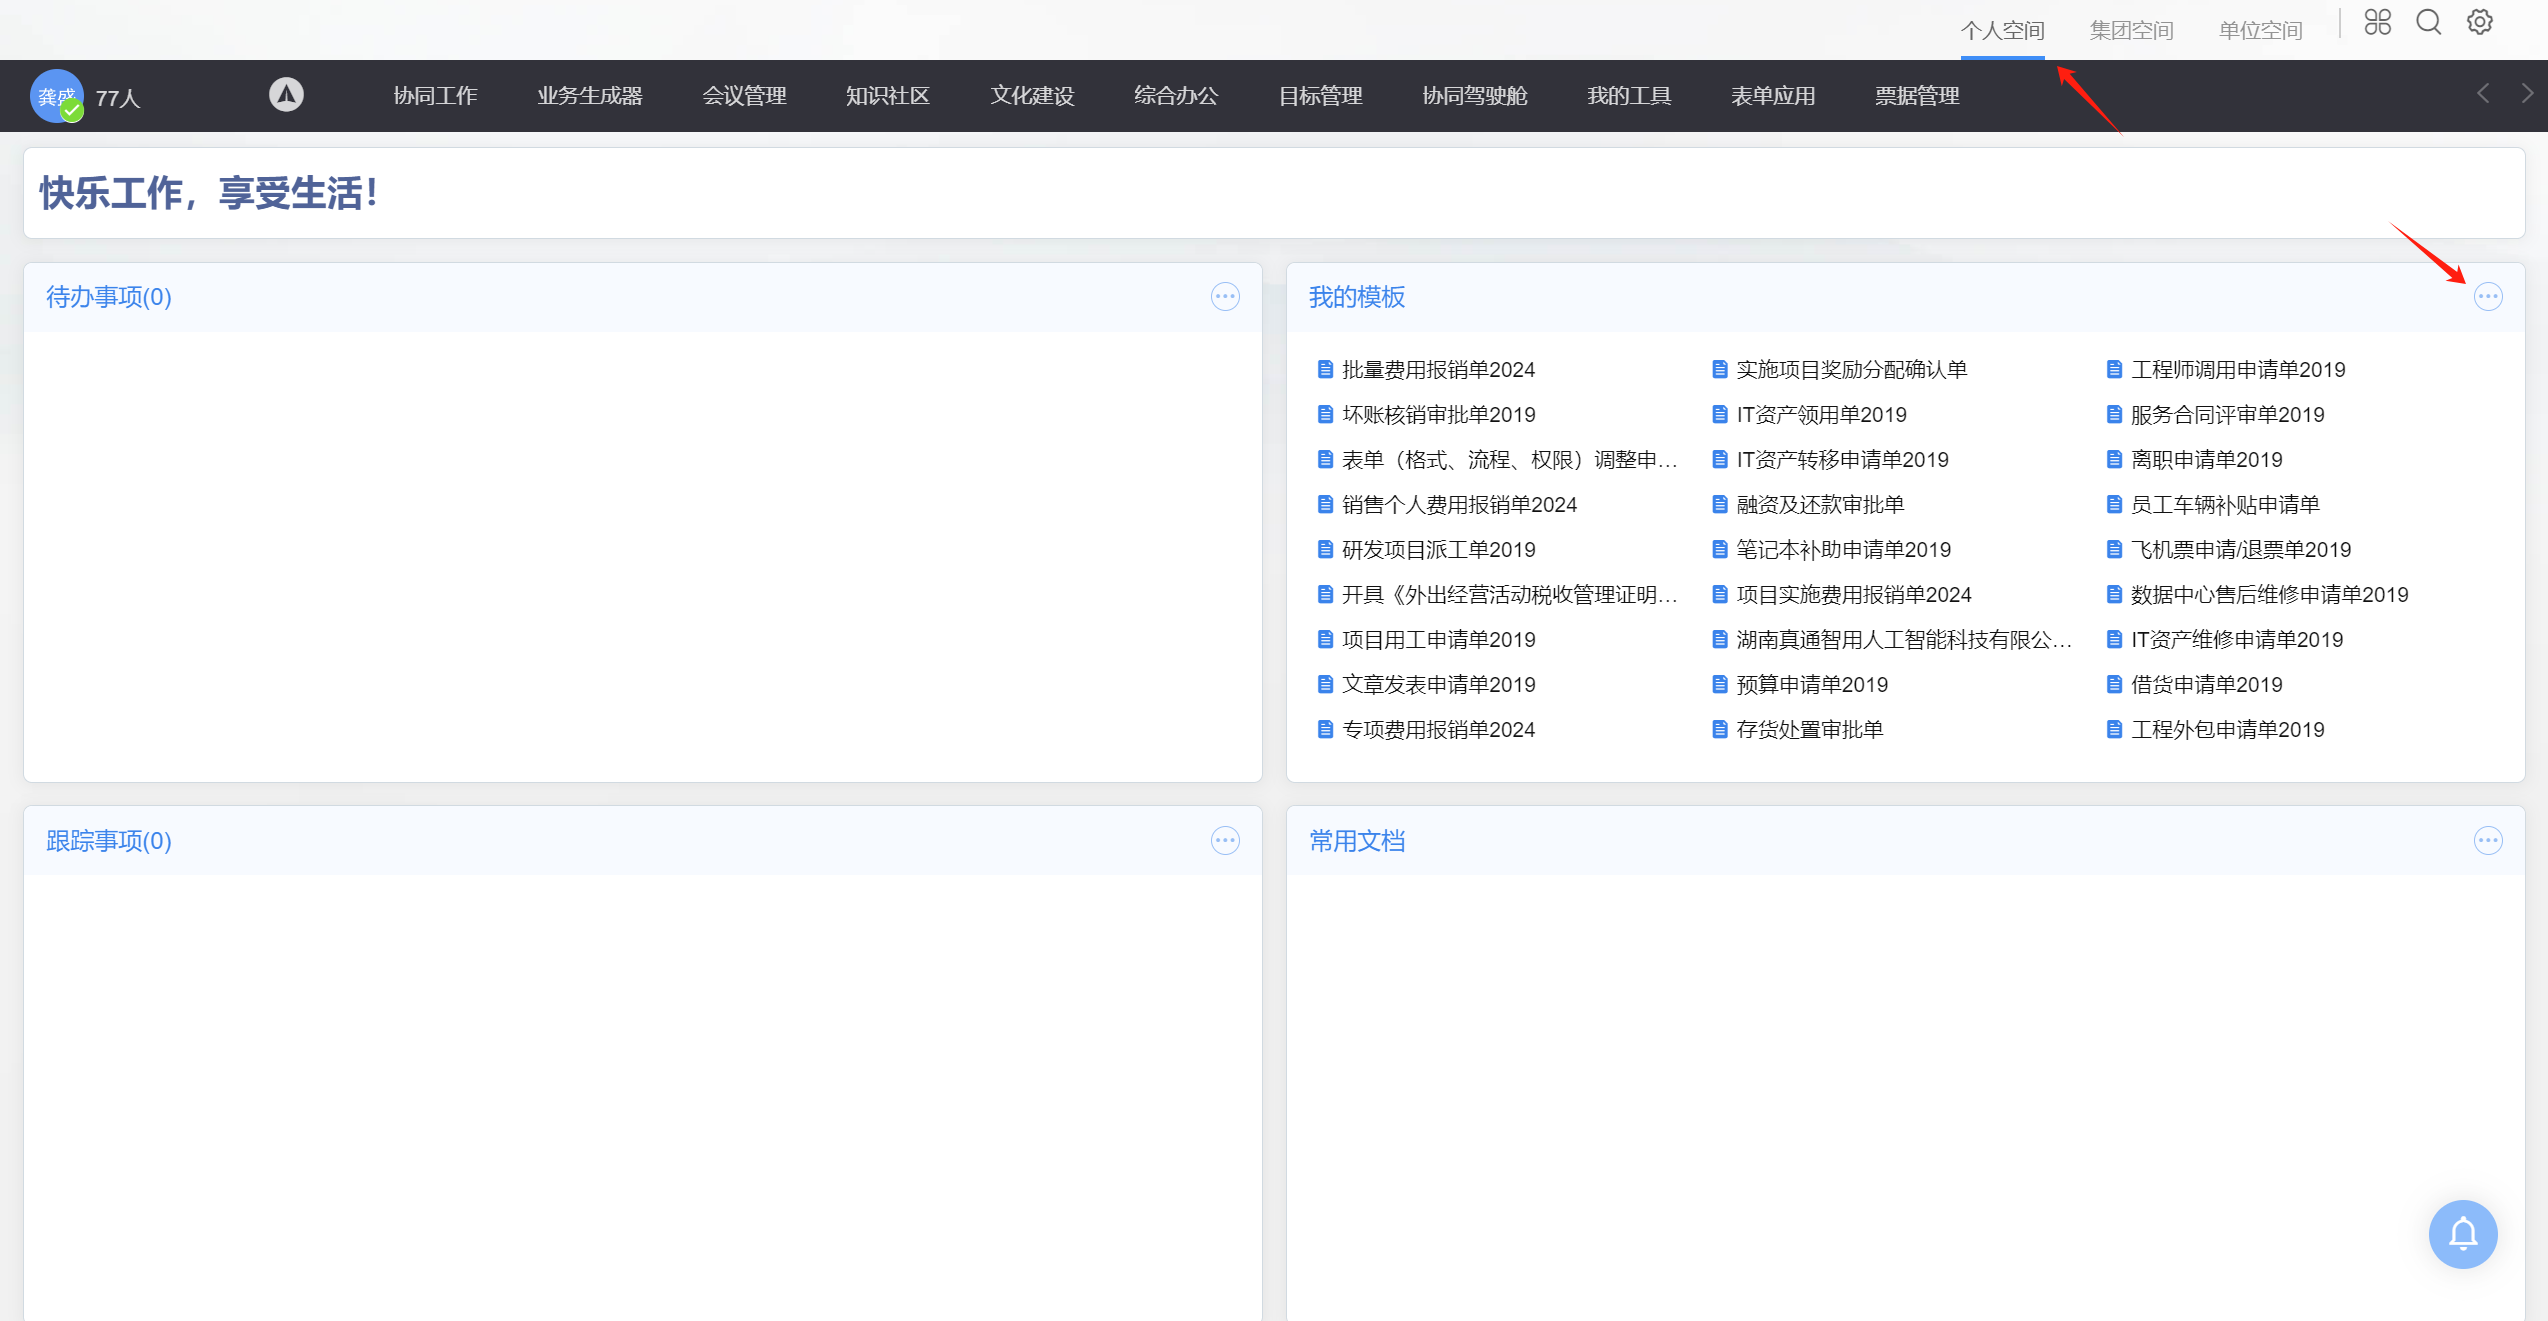 个人空间 集团空间 单位空间
龚盛 77人 协同工作 业务生成器 会议管理 知识社区 文化建设 综合办公 目标管理 协同驾驶舱 我的工具 表单应用 票据管理
快乐工作，享受生活！
待办事项(0)
我的模板
批量费用报销单2024 实施项目奖励分配确认单 工程师调用申请单2019
坏账核销审批单2019 IT资产领用单2019 服务合同评审单2019
表单（格式、流程、权限）调整申... IT资产转移申请单2019 离职申请单2019
销售个人费用报销单2024 融资及还款审批单 员工车辆补贴申请单
研发项目派工单2019 笔记本补助申请单2019 飞机票申请/退票单2019
开具《外出经营活动税收管理证明... 项目实施费用报销单2024 数据中心售后维修申请单2019
项目用工申请单2019 湖南真通智用人工智能科技有限公... IT资产维修申请单2019
文章发表申请单2019 预算申请单2019 借货申请单2019
专项费用报销单2024 存货处置审批单 工程外包申请单2019
跟踪事项(0)
常用文档